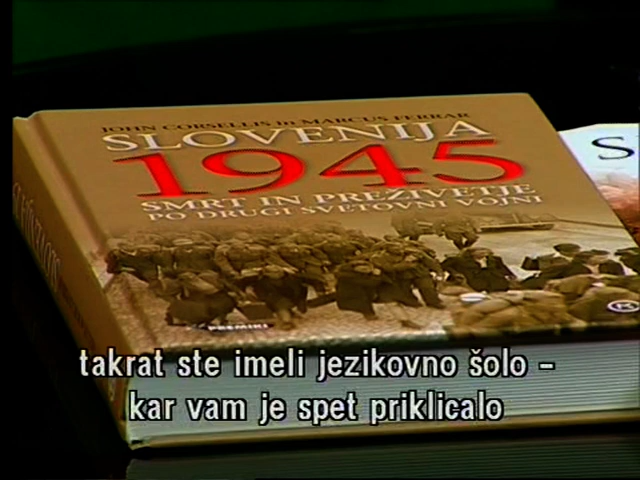 JOHN CORSELLIS in MARCUS FERRAR
SLOVENIJA
1945
SMRT IN PREŽIVETJE
PO DRUGI SVETOVNI VOJNI
S
PREMIKI
takrat ste imeli jezikovno šolo –
kar vam je spet priklicalo